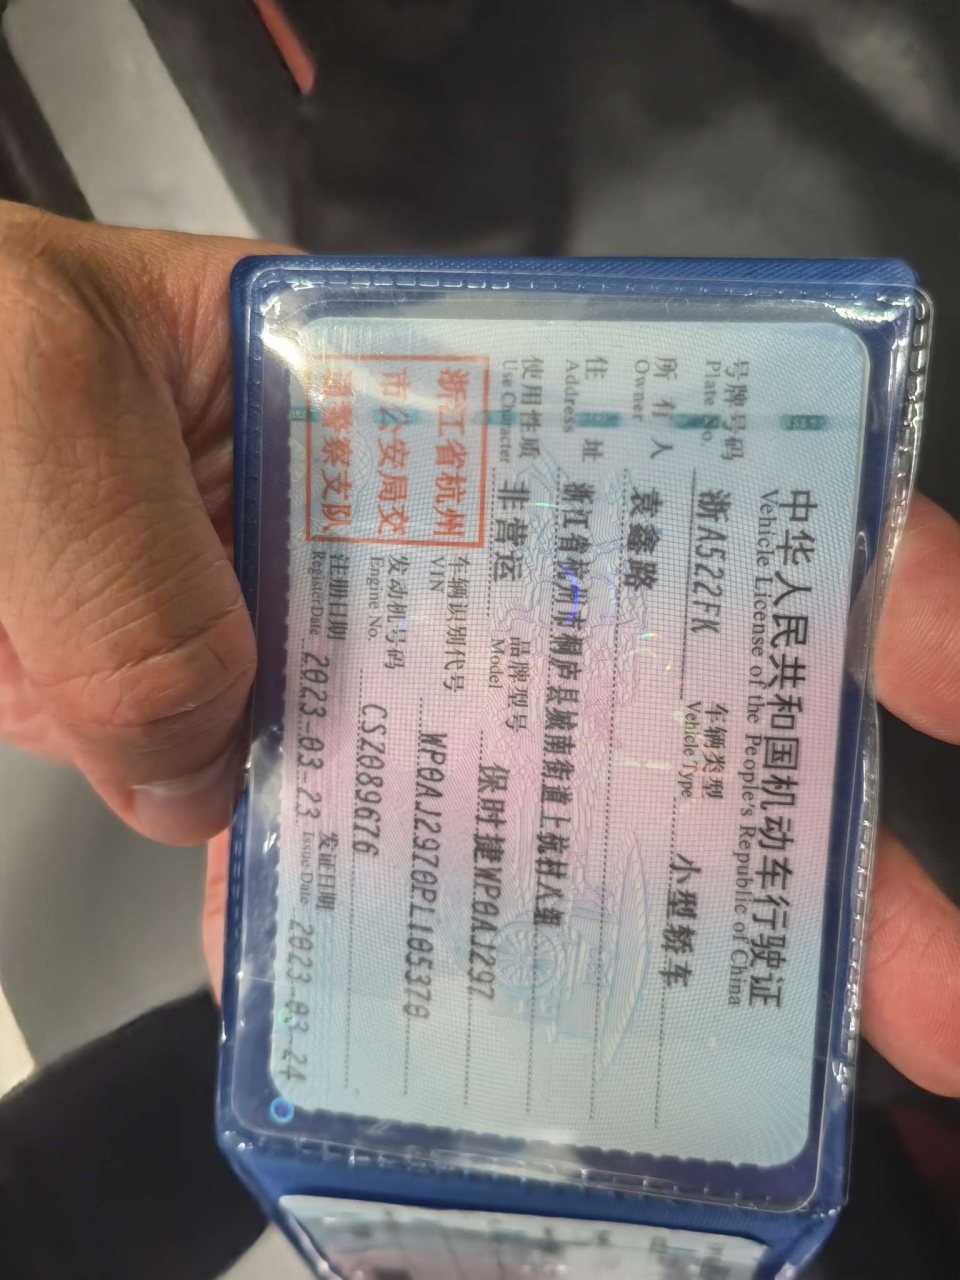 中华人民共和国机动车行驶证
Vehicle License of the People's Republic of China
号牌号码 浙A522FK 车辆类型 小型轿车
Plate No. Vehicle Type
所有人 袁鑫路
Owner
住址 浙江省杭州市桐庐县城南街道上杭村八组
Address
使用性质 非营运 品牌型号 保时捷WP0AJ297
Use Character Model
浙江省杭州
市公安局交
通警察支队
车辆识别代号 WP0AJ2970PL105370
VIN
发动机号码 CSZ089676
Engine No.
注册日期 2023-03-23 发证日期 2023-03-24
Register Date Issue Date